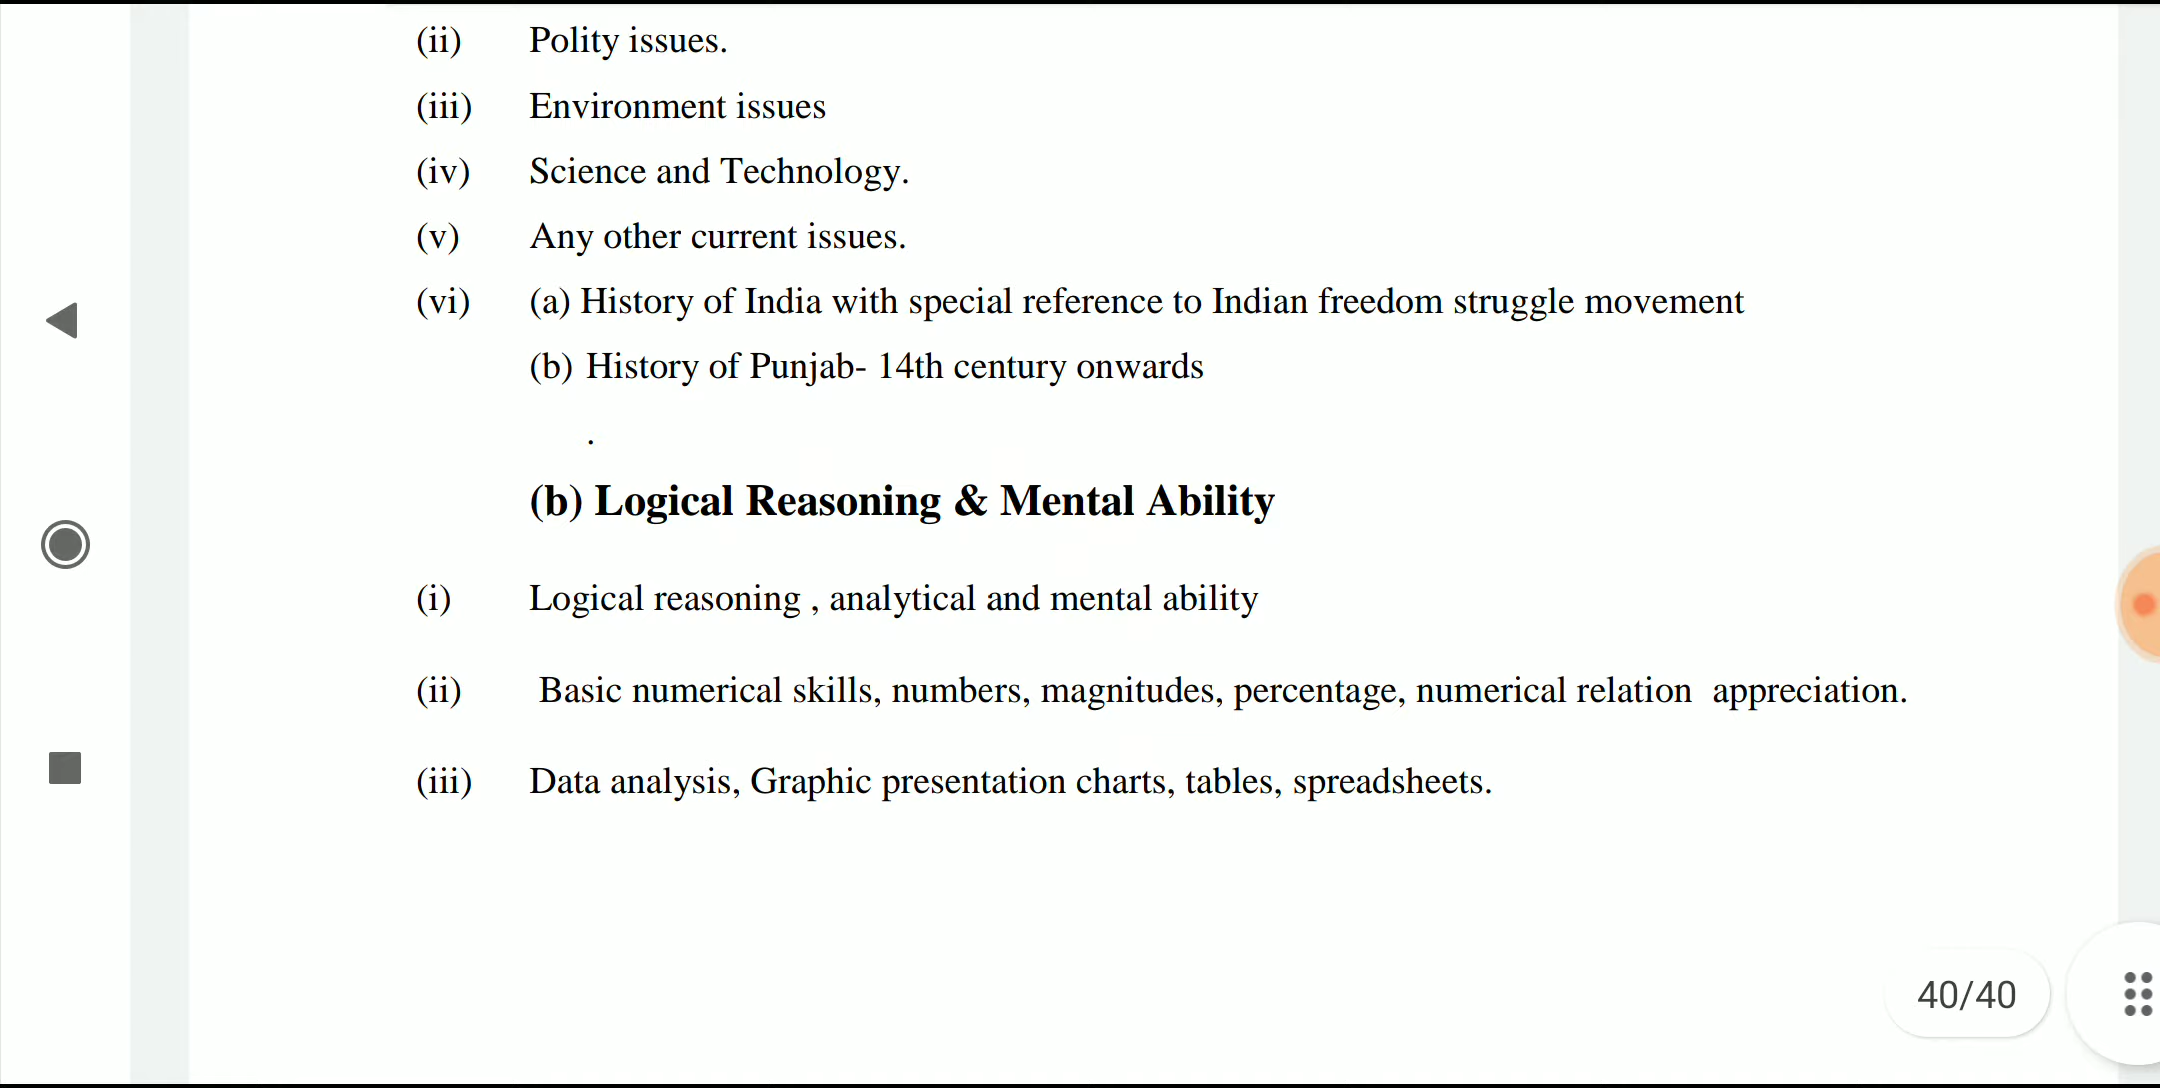 (ii) Polity issues.
(iii) Environment issues
(iv) Science and Technology.
(v) Any other current issues.
(vi) (a) History of India with special reference to Indian freedom struggle movement
(b) History of Punjab- 14th century onwards
.
(b) Logical Reasoning & Mental Ability
(i) Logical reasoning , analytical and mental ability
(ii) Basic numerical skills, numbers, magnitudes, percentage, numerical relation appreciation.
(iii) Data analysis, Graphic presentation charts, tables, spreadsheets.
40/40